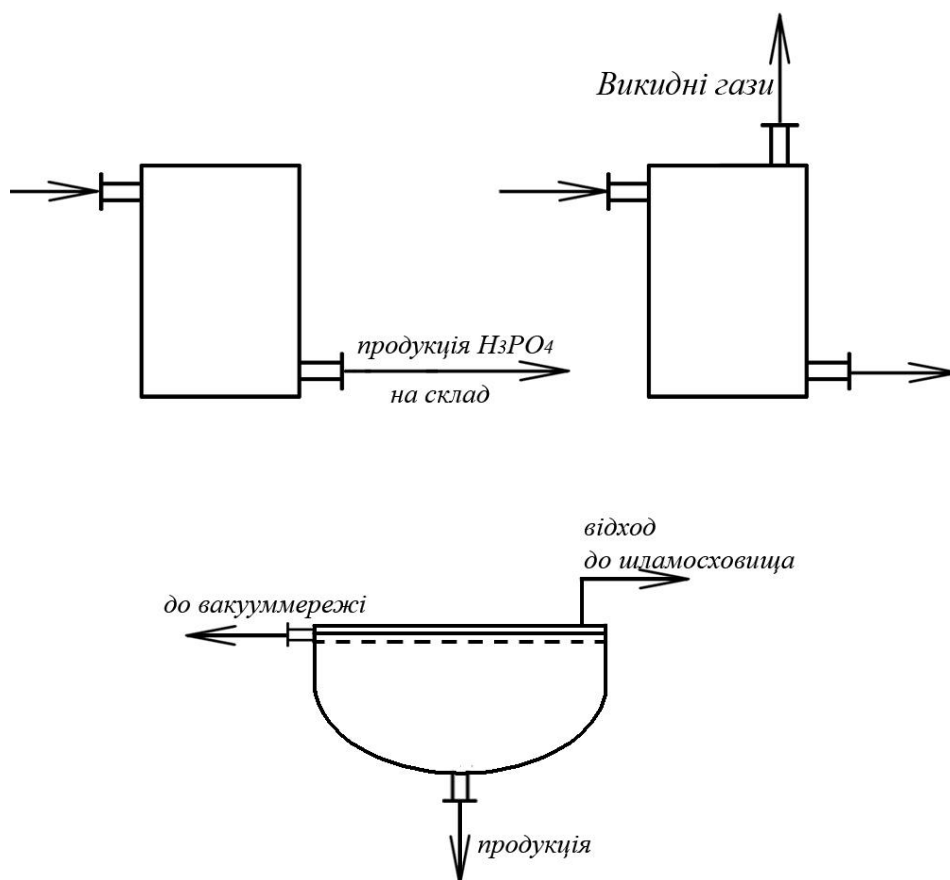 Викидні гази
продукція H₃PO₄
на склад
відход
до шламосховища
до вакууммережі
продукція